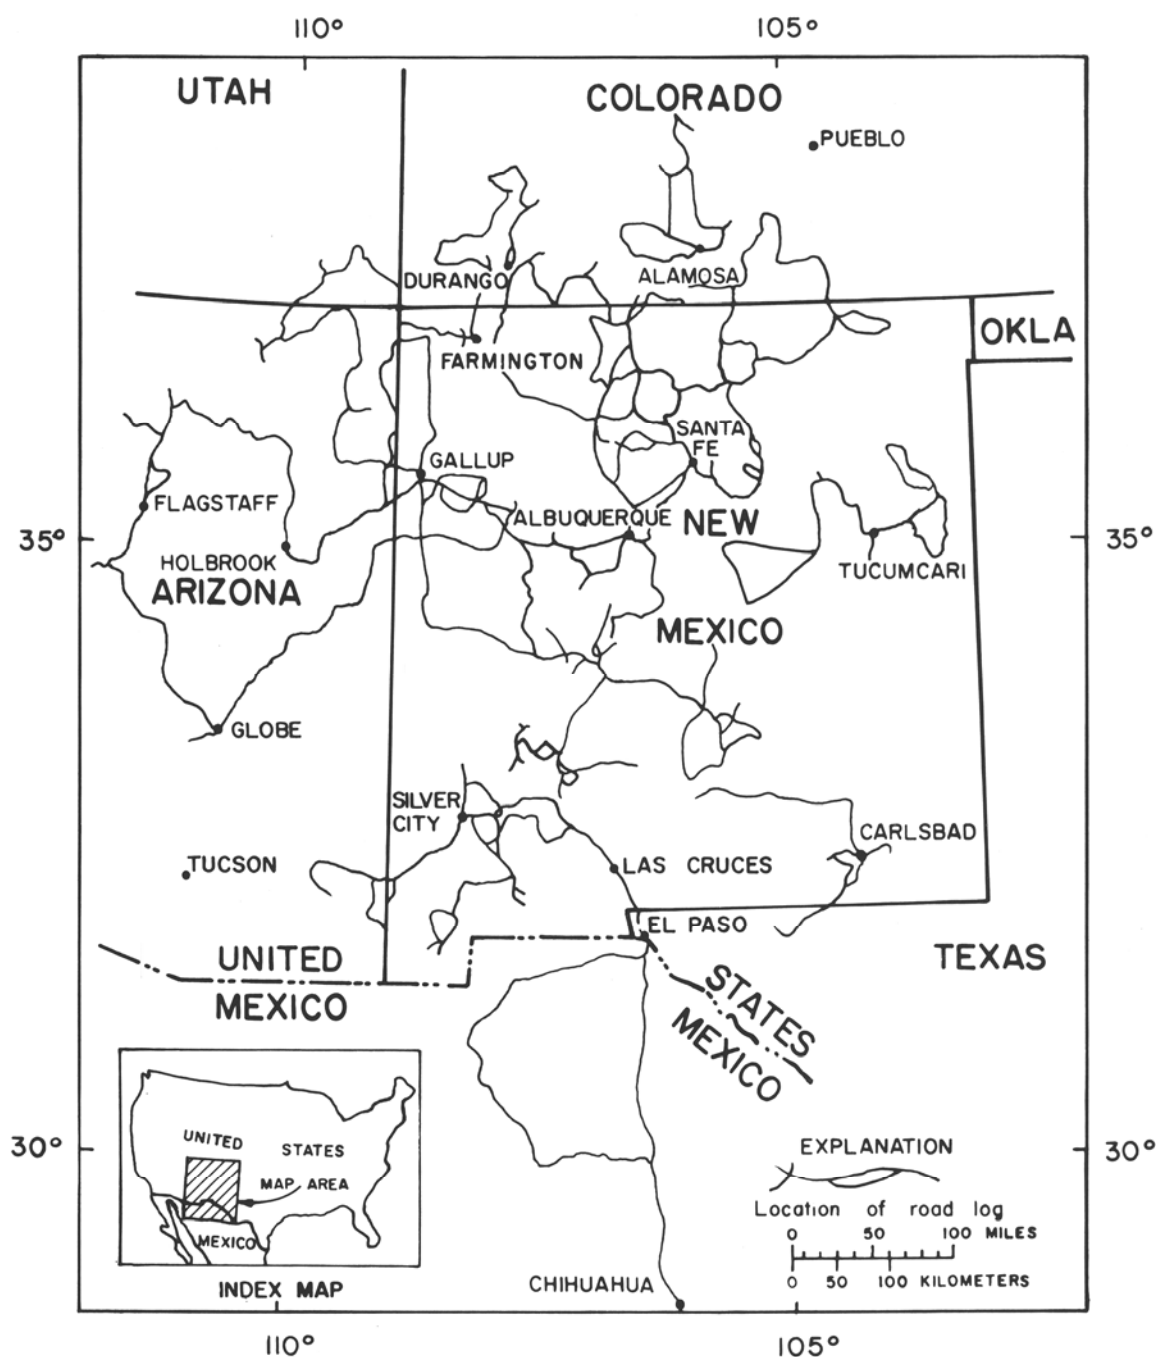 110° 105°
UTAH
COLORADO
PUEBLO
DURANGO
ALAMOSA
OKLA
FARMINGTON
SANTA
FE
GALLUP
FLAGSTAFF
ALBUQUERQUE
NEW
35° 35°
HOLBROOK
ARIZONA
TUCUMCARI
MEXICO
GLOBE
SILVER
CITY
CARLSBAD
TUCSON
LAS CRUCES
EL PASO
UNITED
STATES
TEXAS
MEXICO
MEXICO
UNITED STATES
MAP AREA
MEXICO
INDEX MAP
30° 30°
EXPLANATION
Location of road log
0 50 100 MILES
0 50 100 KILOMETERS
CHIHUAHUA
110° 105°